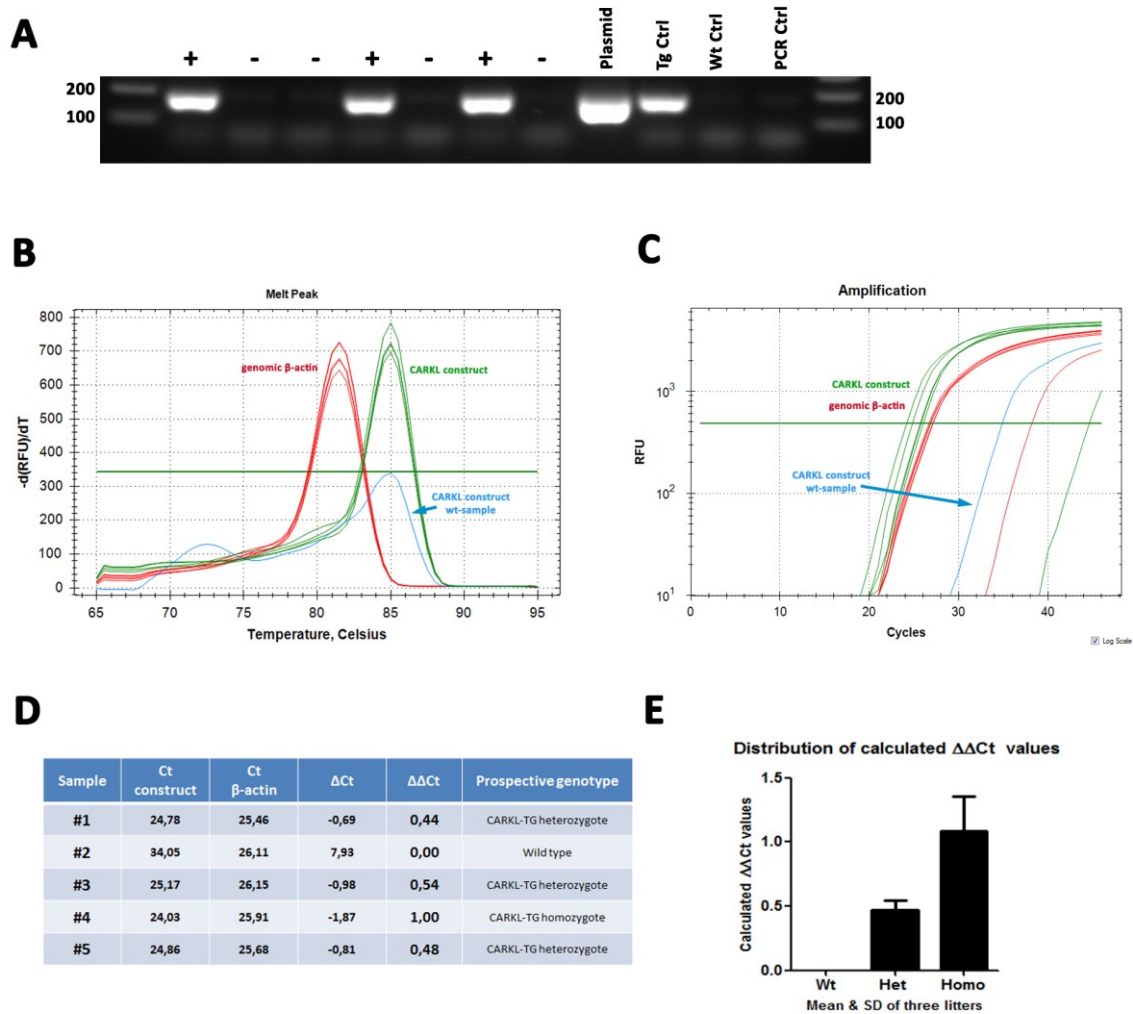 A
+ - - + - + - Plasmid Tg Ctrl Wt Ctrl PCR Ctrl
200
100
200
100
B
Melt Peak
-d(RFU)/dT
800
700
600
500
400
300
200
100
0
genomic β-actin
CARKL construct
CARKL construct
wt-sample
65 70 75 80 85 90 95
Temperature, Celsius
C
Amplification
RFU
10³
10²
10¹
CARKL construct
genomic β-actin
CARKL construct
wt-sample
0 10 20 30 40
Cycles
Log Scale
D
Sample Ct construct Ct β-actin ΔCt ΔΔCt Prospective genotype
#1 24,78 25,46 -0,69 0,44 CARKL-TG heterozygote
#2 34,05 26,11 7,93 0,00 Wild type
#3 25,17 26,15 -0,98 0,54 CARKL-TG heterozygote
#4 24,03 25,91 -1,87 1,00 CARKL-TG homozygote
#5 24,86 25,68 -0,81 0,48 CARKL-TG heterozygote
E
Distribution of calculated ΔΔCt values
Calculated ΔΔCt values
1.5
1.0
0.5
0.0
Wt Het Homo
Mean & SD of three litters